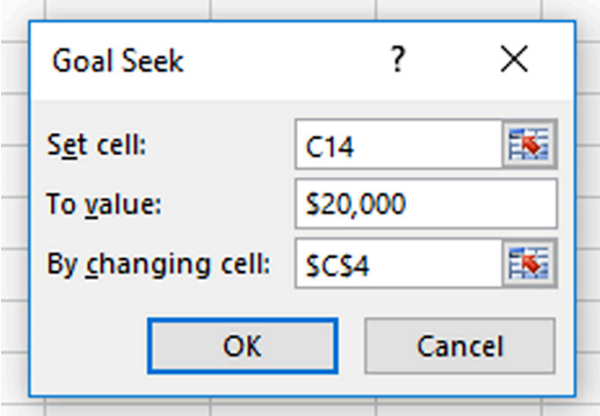 Goal Seek ?
Set cell: C14
To value: $20,000
By changing cell: $C$4
OK Cancel